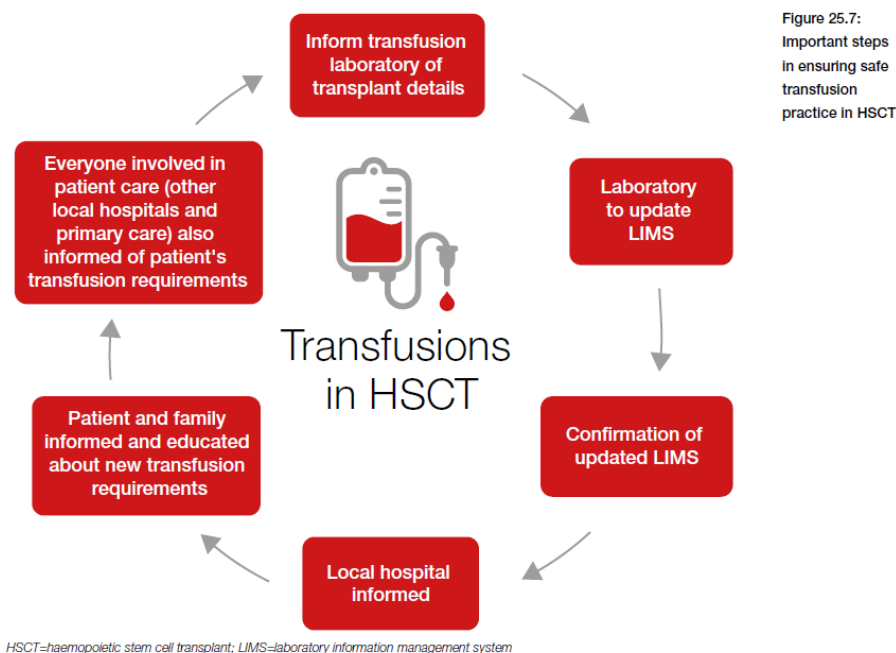 Figure 25.7:
Important steps
in ensuring safe
transfusion
practice in HSCT
Inform transfusion
laboratory of
transplant details
Laboratory
to update
LIMS
Confirmation of
updated LIMS
Local hospital
informed
Patient and family
informed and educated
about new transfusion
requirements
Everyone involved in
patient care (other
local hospitals and
primary care) also
informed of patient's
transfusion requirements
Transfusions
in HSCT
HSCT=haemopoietic stem cell transplant; LIMS=laboratory information management system